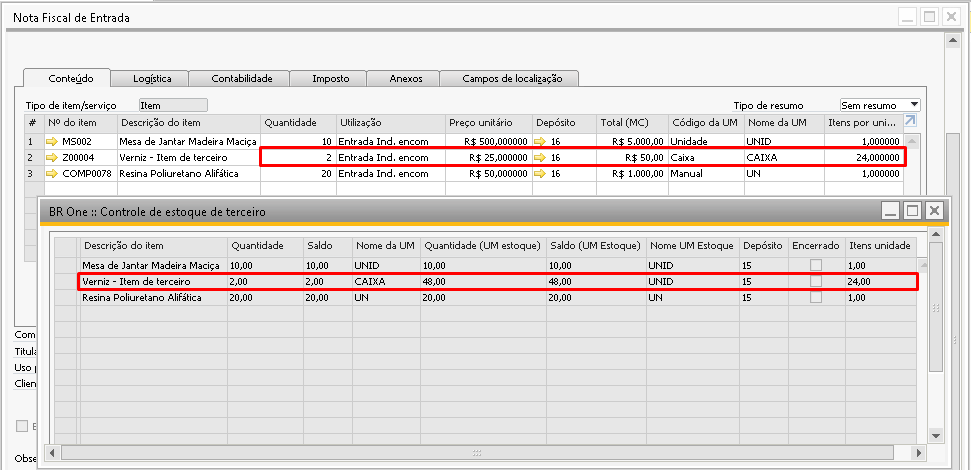 Nota Fiscal de Entrada
Conteúdo Logística Contabilidade Imposto Anexos Campos de localização
Tipo de item/serviço Item Tipo de resumo Sem resumo
# Nº do item Descrição do item Quantidade Utilização Preço unitário Depósito Total (MC) Código da UM Nome da UM Itens por uni...
1 MS002 Mesa de Jantar Madeira Maciça 10 Entrada Ind. encom R$ 500,000000 16 R$ 5.000,00 Unidade UNID 1,000000
2 Z00004 Verniz - Item de terceiro 2 Entrada Ind. encom R$ 25,000000 16 R$ 50,00 Caixa CAIXA 24,000000
3 COMP0078 Resina Poliuretano Alifática 20 Entrada Ind. encom R$ 50,000000 16 R$ 1.000,00 Manual UN 1,000000
BR One :: Controle de estoque de terceiro
Descrição do item Quantidade Saldo Nome da UM Quantidade (UM estoque) Saldo (UM Estoque) Nome UM Estoque Depósito Encerrado Itens unidade
Mesa de Jantar Madeira Maciça 10,00 10,00 UNID 10,00 10,00 UNID 15 1,00
Verniz - Item de terceiro 2,00 2,00 CAIXA 48,00 48,00 UNID 15 24,00
Resina Poliuretano Alifática 20,00 20,00 UN 20,00 20,00 UN 15 1,00
Com
Titula
Uso p
Clien
E
Obse